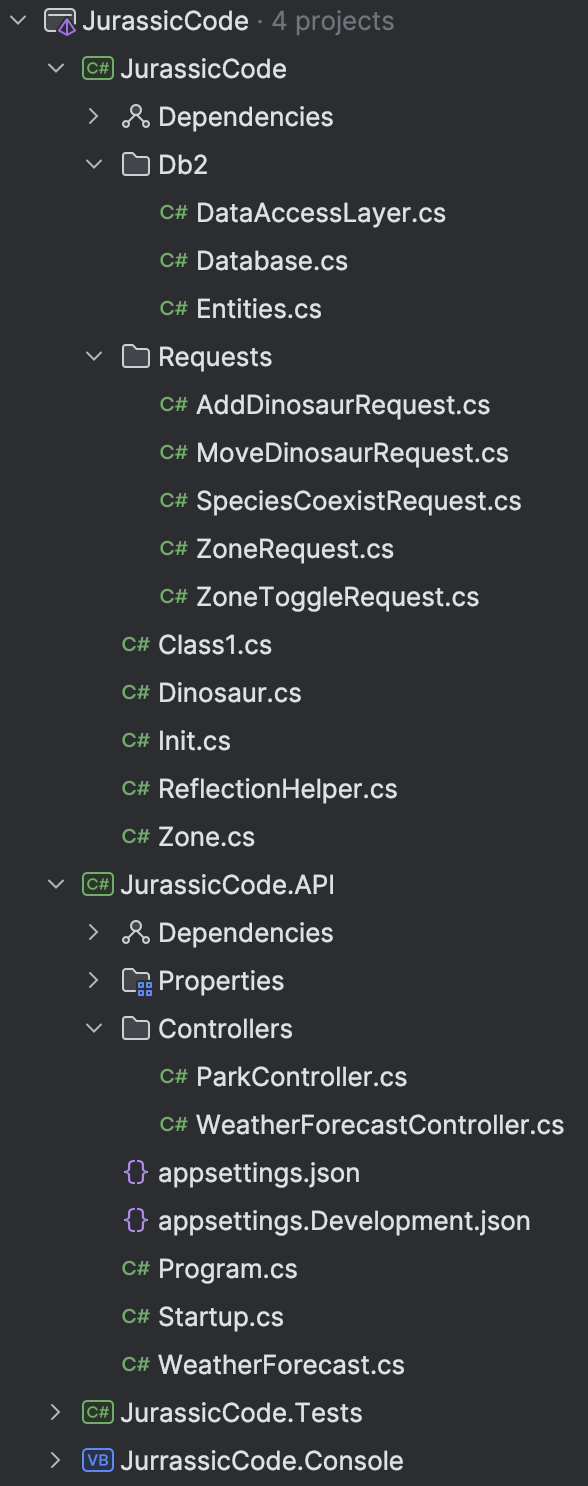 JurassicCode · 4 projects
C# JurassicCode
Dependencies
Db2
C# DataAccessLayer.cs
C# Database.cs
C# Entities.cs
Requests
C# AddDinosaurRequest.cs
C# MoveDinosaurRequest.cs
C# SpeciesCoexistRequest.cs
C# ZoneRequest.cs
C# ZoneToggleRequest.cs
C# Class1.cs
C# Dinosaur.cs
C# Init.cs
C# ReflectionHelper.cs
C# Zone.cs
C# JurassicCode.API
Dependencies
Properties
Controllers
C# ParkController.cs
C# WeatherForecastController.cs
{} appsettings.json
{} appsettings.Development.json
C# Program.cs
C# Startup.cs
C# WeatherForecast.cs
C# JurassicCode.Tests
VB JurrassicCode.Console